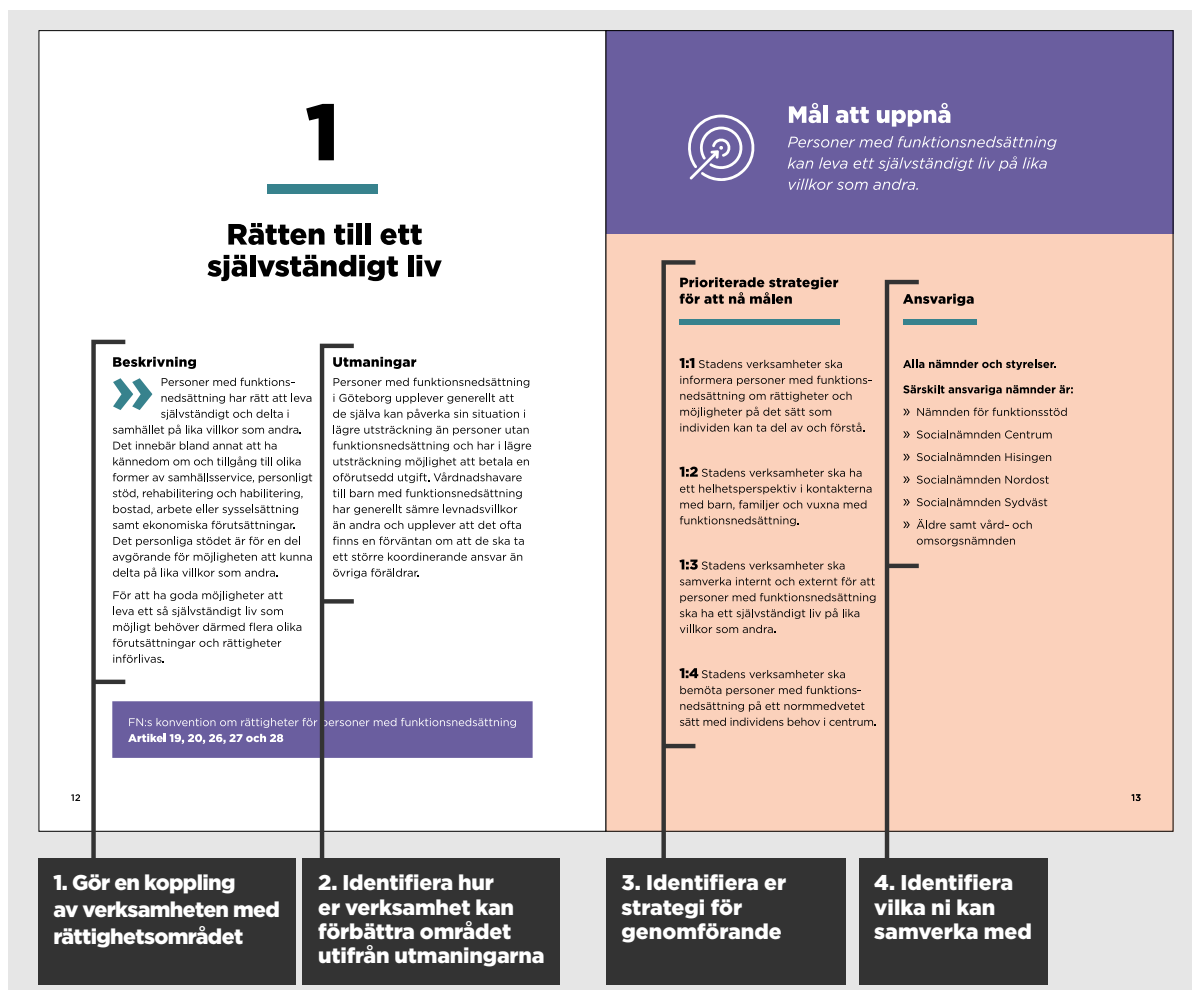 1
Rätten till ett
självständigt liv
Beskrivning
Personer med funktions-
nedsättning har rätt att leva
självständigt och delta i
samhället på lika villkor som andra.
Det innebär bland annat att ha
kännedom om och tillgång till olika
former av samhällsservice, personligt
stöd, rehabilitering och habilitering,
bostad, arbete eller sysselsättning
samt ekonomiska förutsättningar.
Det personliga stödet är för en del
avgörande för möjligheten att kunna
delta på lika villkor som andra.
För att ha goda möjligheter att
leva ett så självständigt liv som
möjligt behöver därmed flera olika
förutsättningar och rättigheter
införlivas.
Utmaningar
Personer med funktionsnedsättning
i Göteborg upplever generellt att
de själva kan påverka sin situation i
lägre utsträckning än personer utan
funktionsnedsättning och har i lägre
utsträckning möjlighet att betala en
oförutsedd utgift. Vårdnadshavare
till barn med funktionsnedsättning
har generellt sämre levnadsvillkor
än andra och upplever att det ofta
finns en förväntan om att de ska ta
ett större koordinerande ansvar än
övriga föräldrar.
FN:s konvention om rättigheter för personer med funktionsnedsättning
Artikel 19, 20, 26, 27 och 28
12
Mål att uppnå
Personer med funktionsnedsättning
kan leva ett självständigt liv på lika
villkor som andra.
Prioriterade strategier
för att nå målen
1:1 Stadens verksamheter ska
informera personer med funktions-
nedsättning om rättigheter och
möjligheter på det sätt som
individen kan ta del av och förstå.
1:2 Stadens verksamheter ska ha
ett helhetsperspektiv i kontakterna
med barn, familjer och vuxna med
funktionsnedsättning.
1:3 Stadens verksamheter ska
samverka internt och externt för att
personer med funktionsnedsättning
ska ha ett självständigt liv på lika
villkor som andra.
1:4 Stadens verksamheter ska
bemöta personer med funktions-
nedsättning på ett normmedvetet
sätt med individens behov i centrum.
Ansvariga
Alla nämnder och styrelser.
Särskilt ansvariga nämnder är:
» Nämnden för funktionsstöd
» Socialnämnden Centrum
» Socialnämnden Hisingen
» Socialnämnden Nordost
» Socialnämnden Sydväst
» Äldre samt vård- och
omsorgsnämnden
13
1. Gör en koppling
av verksamheten med
rättighetsområdet
2. Identifiera hur
er verksamhet kan
förbättra området
utifrån utmaningarna
3. Identifiera er
strategi för
genomförande
4. Identifiera
vilka ni kan
samverka med